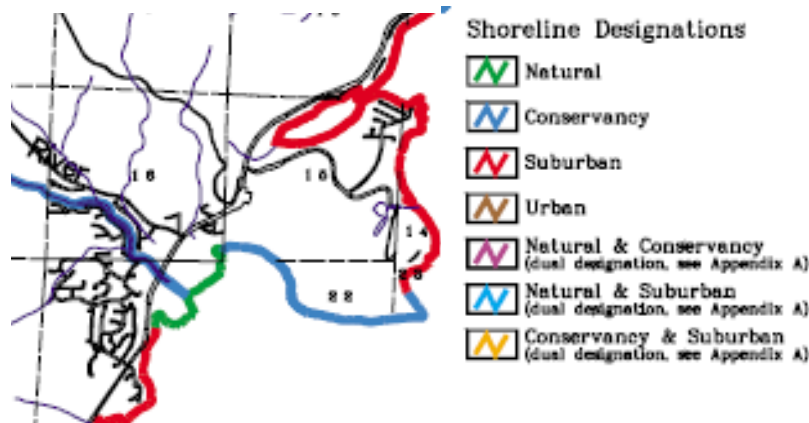 River
16
16
14
23
22
Shoreline Designations
Natural
Conservancy
Suburban
Urban
Natural & Conservancy
(dual designation, see Appendix A)
Natural & Suburban
(dual designation, see Appendix A)
Conservancy & Suburban
(dual designation, see Appendix A)